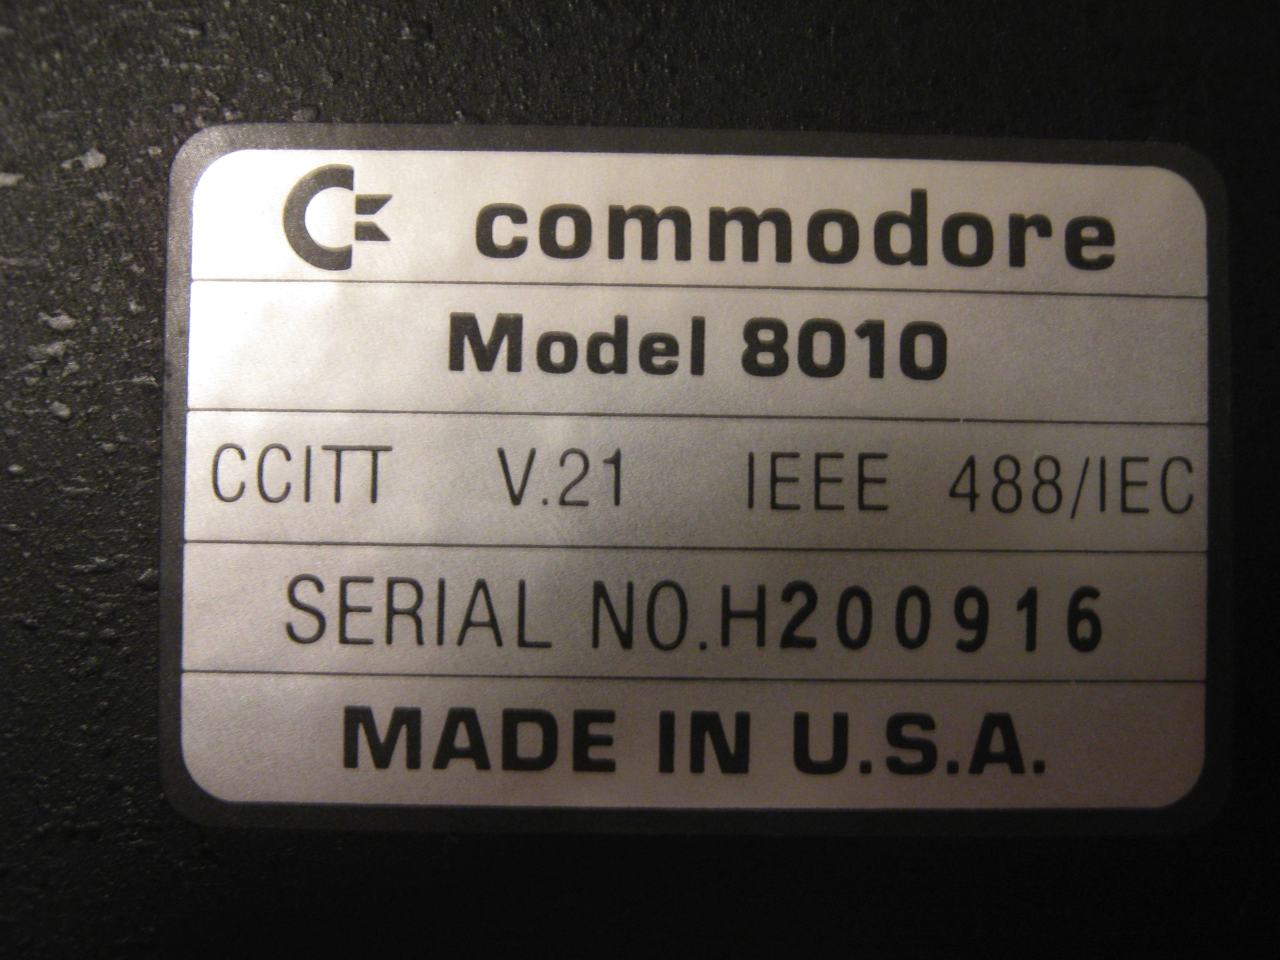 commodore
Model 8010
CCITT V.21 IEEE 488/IEC
SERIAL NO.H200916
MADE IN U.S.A.